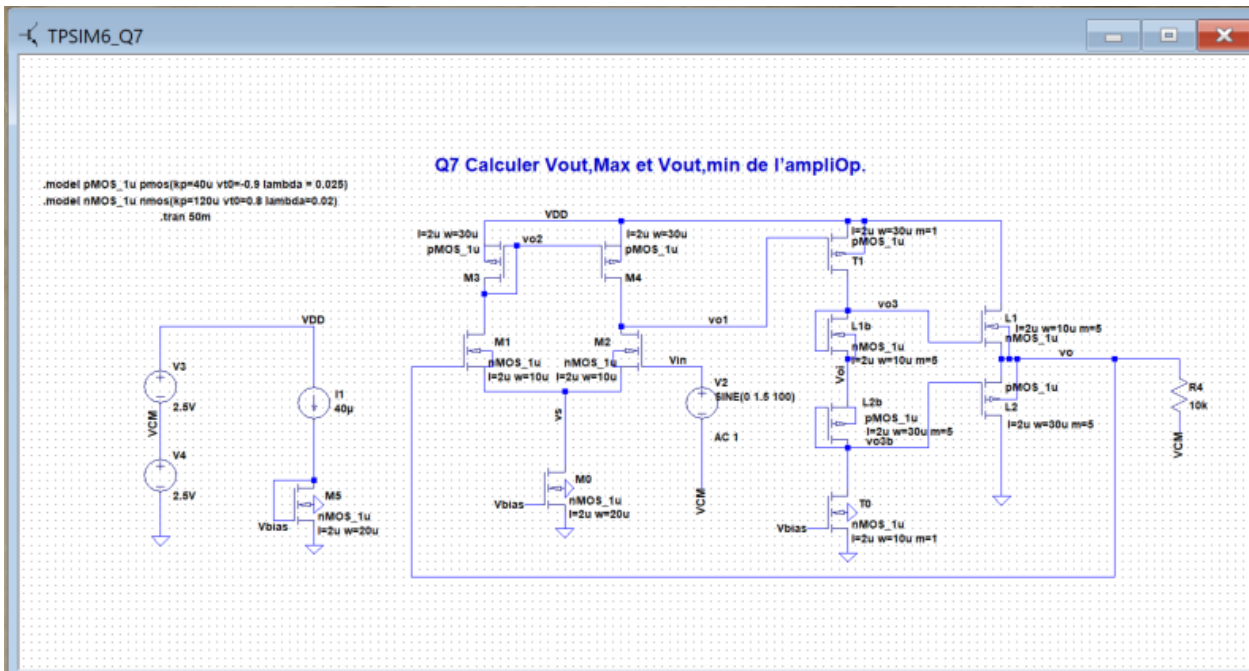 TPSIM6_Q7
Q7 Calculer Vout,Max et Vout,min de l'ampliOp.
.model pMOS_1u pmos(kp=40u vt0=-0.9 lambda = 0.025)
.model nMOS_1u nmos(kp=120u vt0=0.8 lambda=0.02)
.tran 50m
VDD
l=2u w=30u
pMOS_1u
M3
vo2
l=2u w=30u
pMOS_1u
M4
l=2u w=30u m=1
pMOS_1u
T1
VDD
V3
2.5V
VCM
V4
2.5V
I1
40µ
M5
nMOS_1u
l=2u w=20u
Vbias
M1
nMOS_1u
l=2u w=10u
vo1
M2
nMOS_1u
l=2u w=10u
Vin
V2
SINE(0 1.5 100)
AC 1
VCM
vs
M0
nMOS_1u
l=2u w=20u
Vbias
vo3
L1b
nMOS_1u
l=2u w=10u m=5
Voi
L2b
pMOS_1u
l=2u w=30u m=5
vo3b
T0
nMOS_1u
l=2u w=10u m=1
Vbias
L1
l=2u w=10u m=5
nMOS_1u
vo
pMOS_1u
L2
l=2u w=30u m=5
R4
10k
VCM